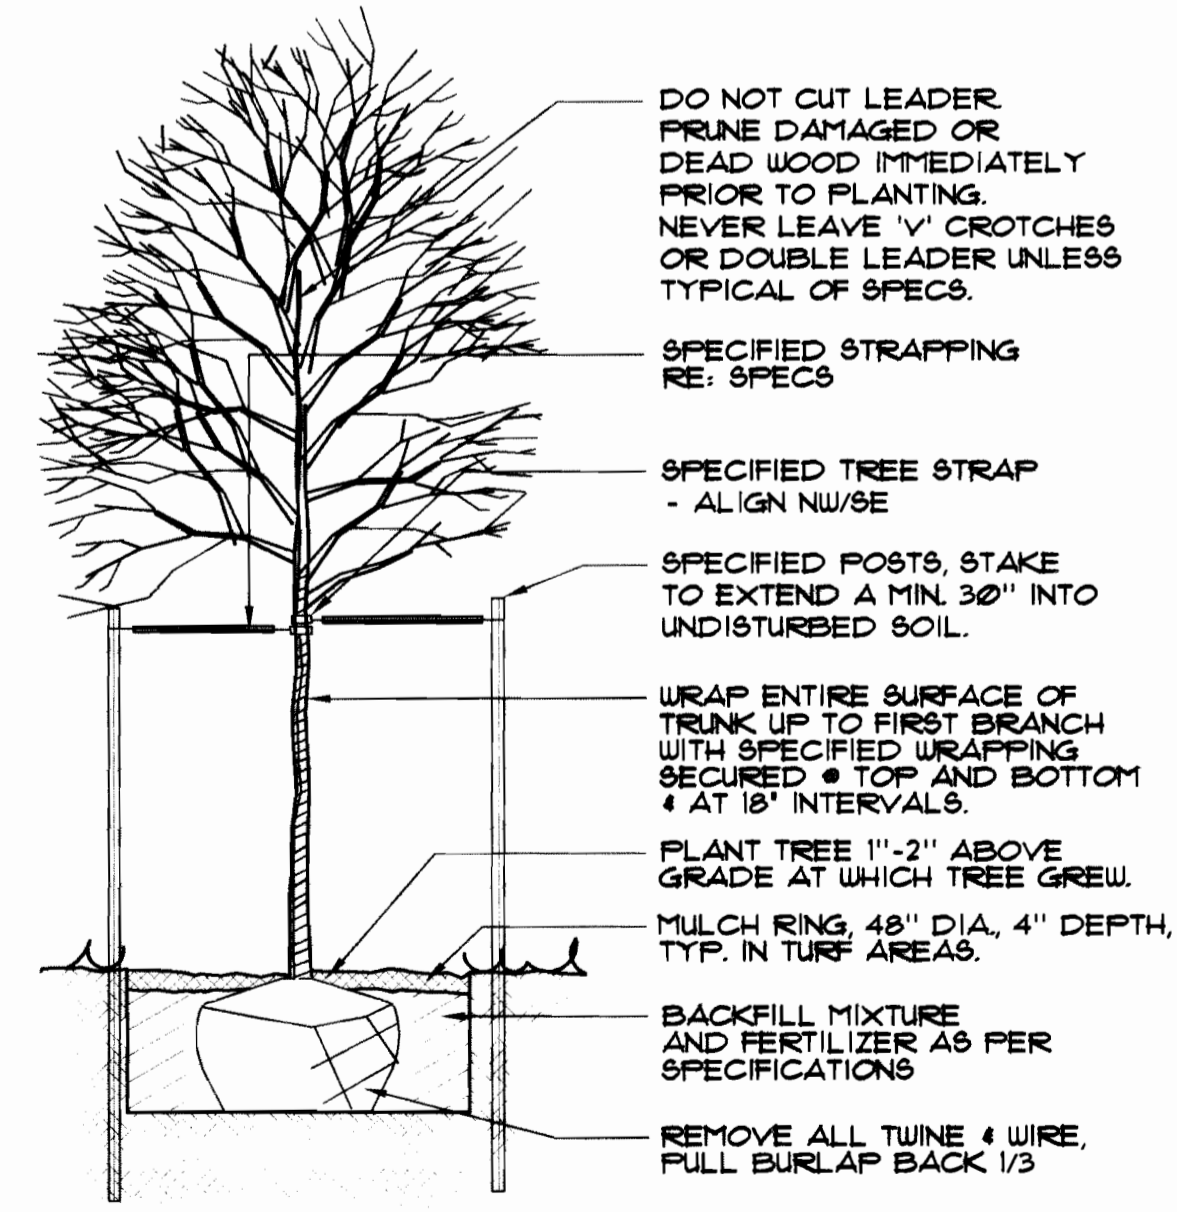 DO NOT CUT LEADER.
PRUNE DAMAGED OR
DEAD WOOD IMMEDIATELY
PRIOR TO PLANTING.
NEVER LEAVE 'V' CROTCHES
OR DOUBLE LEADER UNLESS
TYPICAL OF SPECS.
SPECIFIED STRAPPING
RE: SPECS
SPECIFIED TREE STRAP
- ALIGN NW/SE
SPECIFIED POSTS, STAKE
TO EXTEND A MIN. 30" INTO
UNDISTURBED SOIL.
WRAP ENTIRE SURFACE OF
TRUNK UP TO FIRST BRANCH
WITH SPECIFIED WRAPPING
SECURED @ TOP AND BOTTOM
& AT 18" INTERVALS.
PLANT TREE 1"-2" ABOVE
GRADE AT WHICH TREE GREW.
MULCH RING, 48" DIA., 4" DEPTH,
TYP. IN TURF AREAS.
BACKFILL MIXTURE
AND FERTILIZER AS PER
SPECIFICATIONS
REMOVE ALL TWINE & WIRE,
PULL BURLAP BACK 1/3